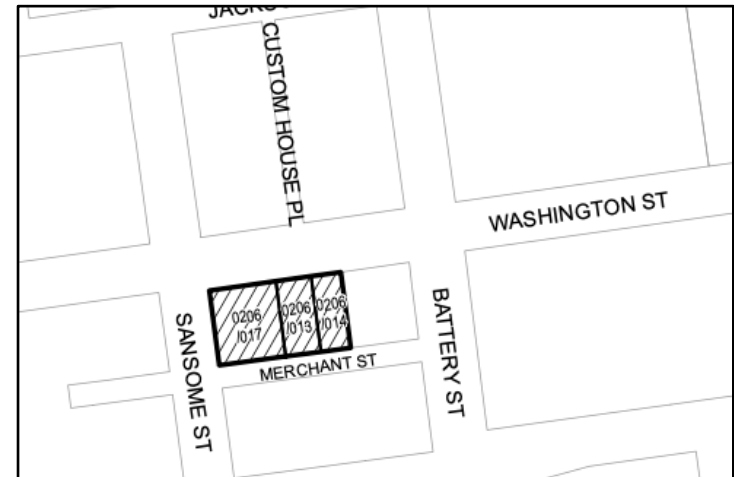 CUSTOM HOUSE PL
WASHINGTON ST
0206
/017
0206
/013
0206
/014
SANSOME ST
MERCHANT ST
BATTERY ST